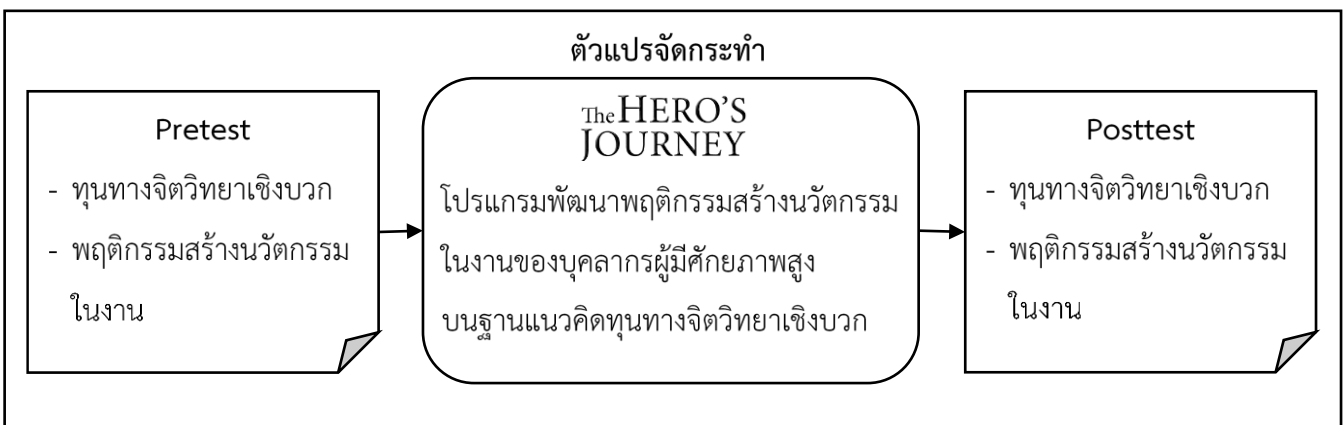 ตัวแปรจัดกระทำ
Pretest
- ทุนทางจิตวิทยาเชิงบวก
- พฤติกรรมสร้างนวัตกรรม
ในงาน
The HERO'S
JOURNEY
โปรแกรมพัฒนาพฤติกรรมสร้างนวัตกรรม
ในงานของบุคลากรผู้มีศักยภาพสูง
บนฐานแนวคิดทุนทางจิตวิทยาเชิงบวก
Posttest
- ทุนทางจิตวิทยาเชิงบวก
- พฤติกรรมสร้างนวัตกรรม
ในงาน